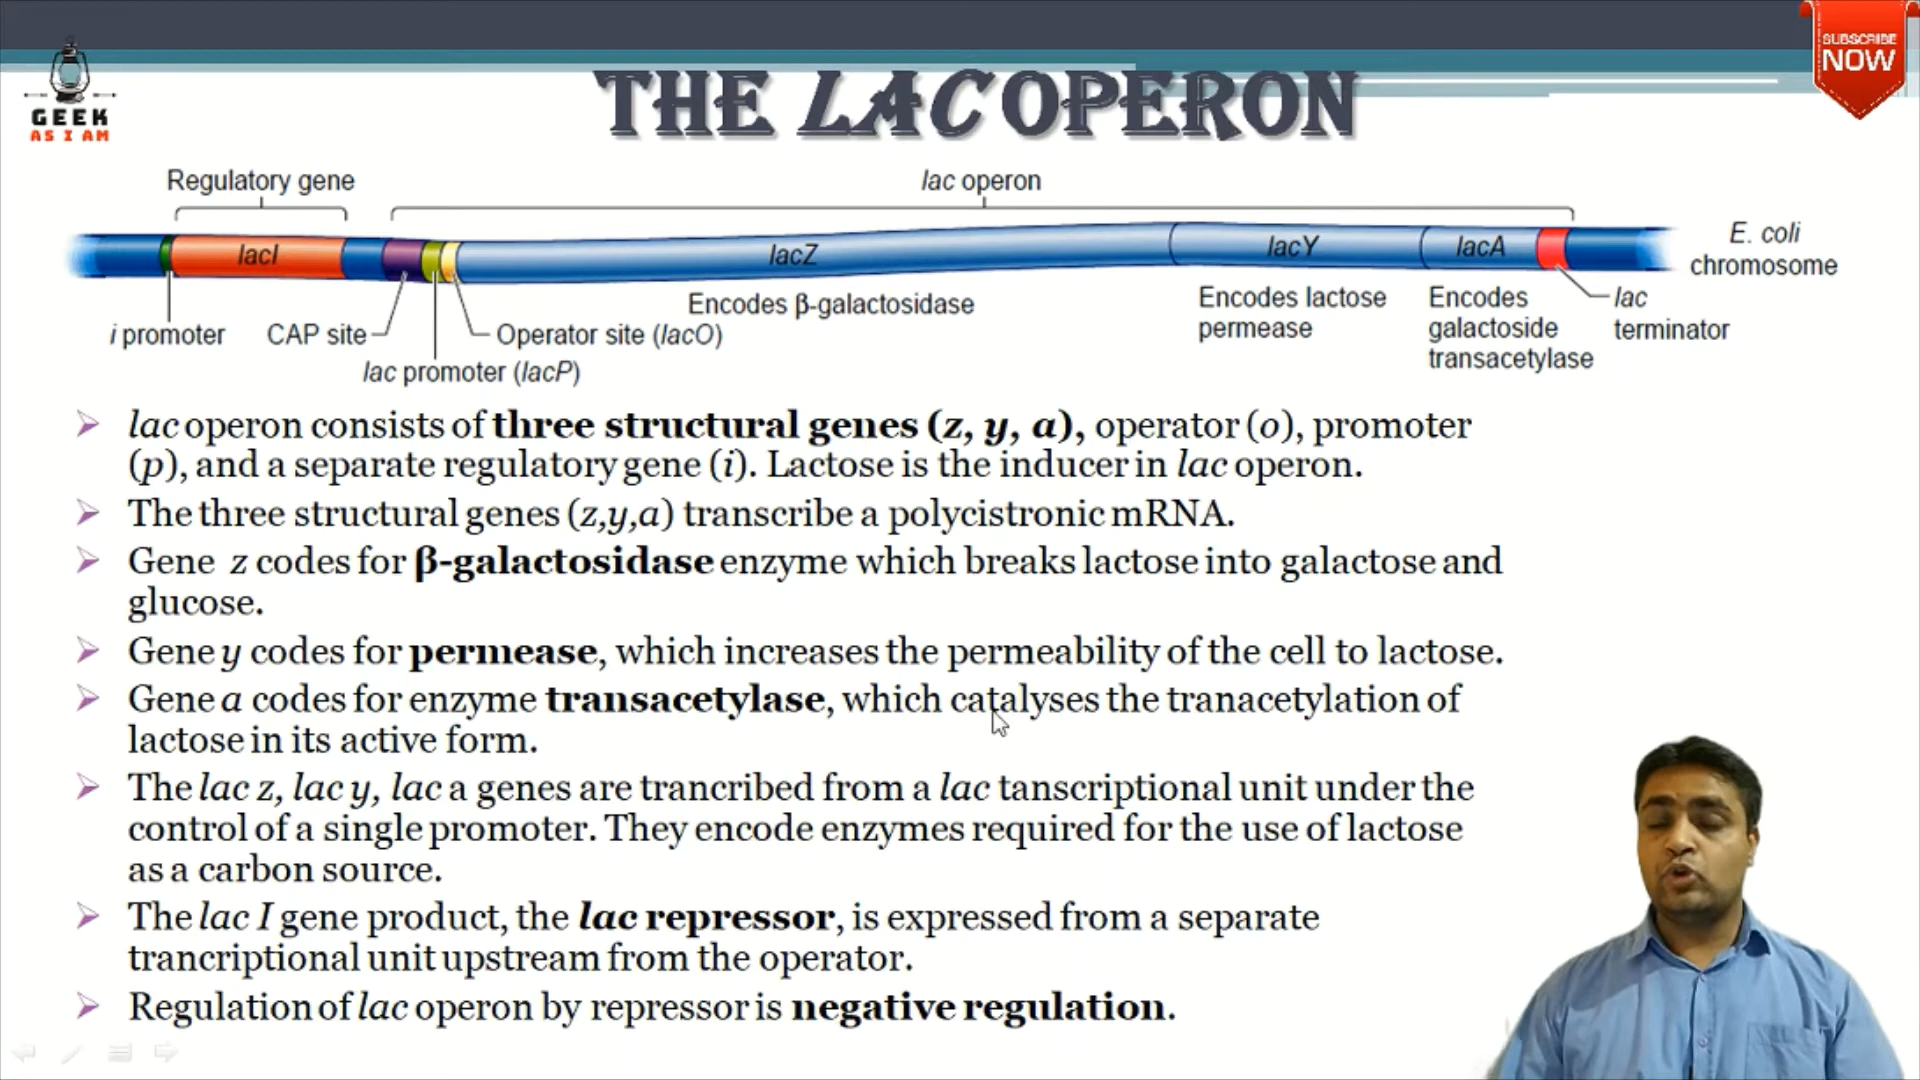 SUBSCRIBE
NOW
GEEK
AS I AM
THE LAC OPERON
Regulatory gene
lac operon
lacI
lacZ
lacY
lacA
E. coli
chromosome
i promoter
CAP site
lac promoter (lacP)
Operator site (lacO)
Encodes β-galactosidase
Encodes lactose
permease
Encodes
galactoside
transacetylase
lac
terminator
lac operon consists of three structural genes (z, y, a), operator (o), promoter
(p), and a separate regulatory gene (i). Lactose is the inducer in lac operon.
The three structural genes (z,y,a) transcribe a polycistronic mRNA.
Gene z codes for β-galactosidase enzyme which breaks lactose into galactose and
glucose.
Gene y codes for permease, which increases the permeability of the cell to lactose.
Gene a codes for enzyme transacetylase, which catalyses the tranacetylation of
lactose in its active form.
The lac z, lac y, lac a genes are trancribed from a lac tanscriptional unit under the
control of a single promoter. They encode enzymes required for the use of lactose
as a carbon source.
The lac I gene product, the lac repressor, is expressed from a separate
trancriptional unit upstream from the operator.
Regulation of lac operon by repressor is negative regulation.